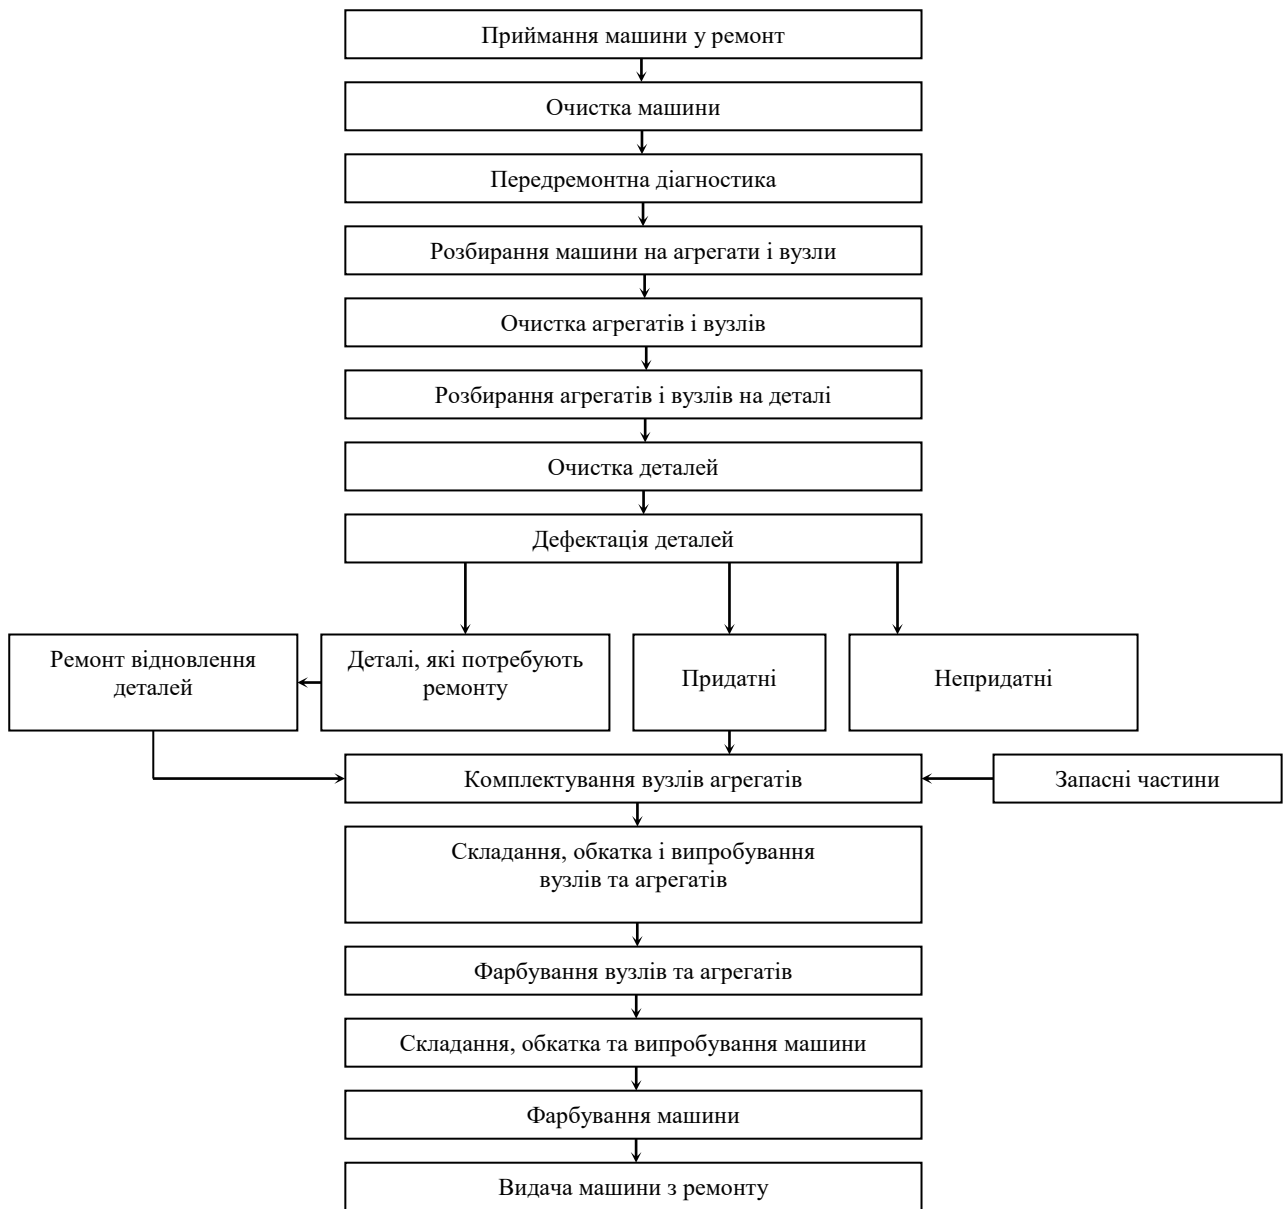 Приймання машини у ремонт
Очистка машини
Передремонтна діагностика
Розбирання машини на агрегати і вузли
Очистка агрегатів і вузлів
Розбирання агрегатів і вузлів на деталі
Очистка деталей
Дефектація деталей
Ремонт відновлення
деталей
Деталі, які потребують
ремонту
Придатні
Непридатні
Комплектування вузлів агрегатів
Запасні частини
Складання, обкатка і випробування
вузлів та агрегатів
Фарбування вузлів та агрегатів
Складання, обкатка та випробування машини
Фарбування машини
Видача машини з ремонту